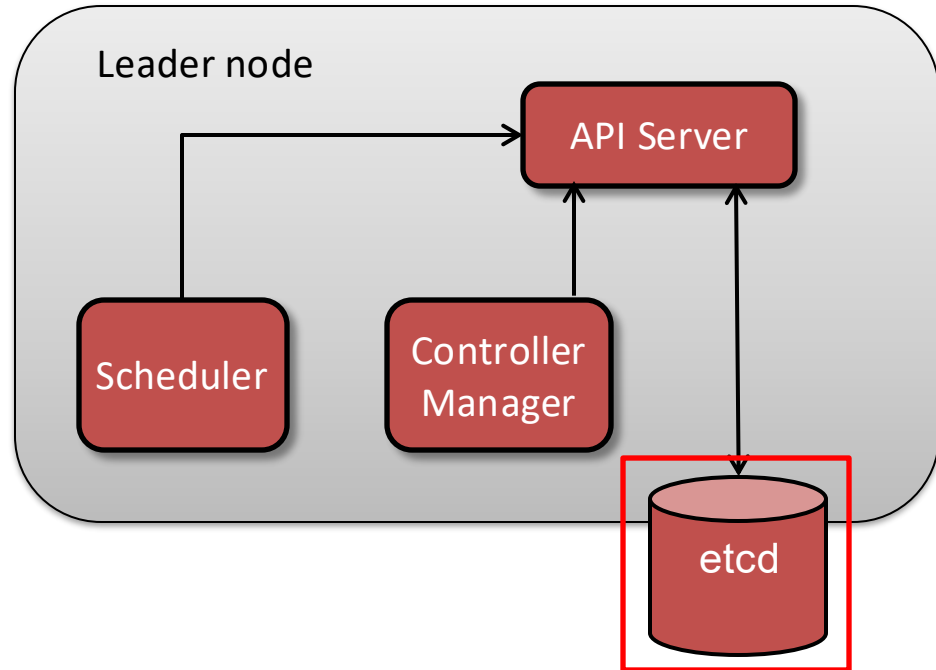 Leader node
API Server
Scheduler
Controller
Manager
etcd